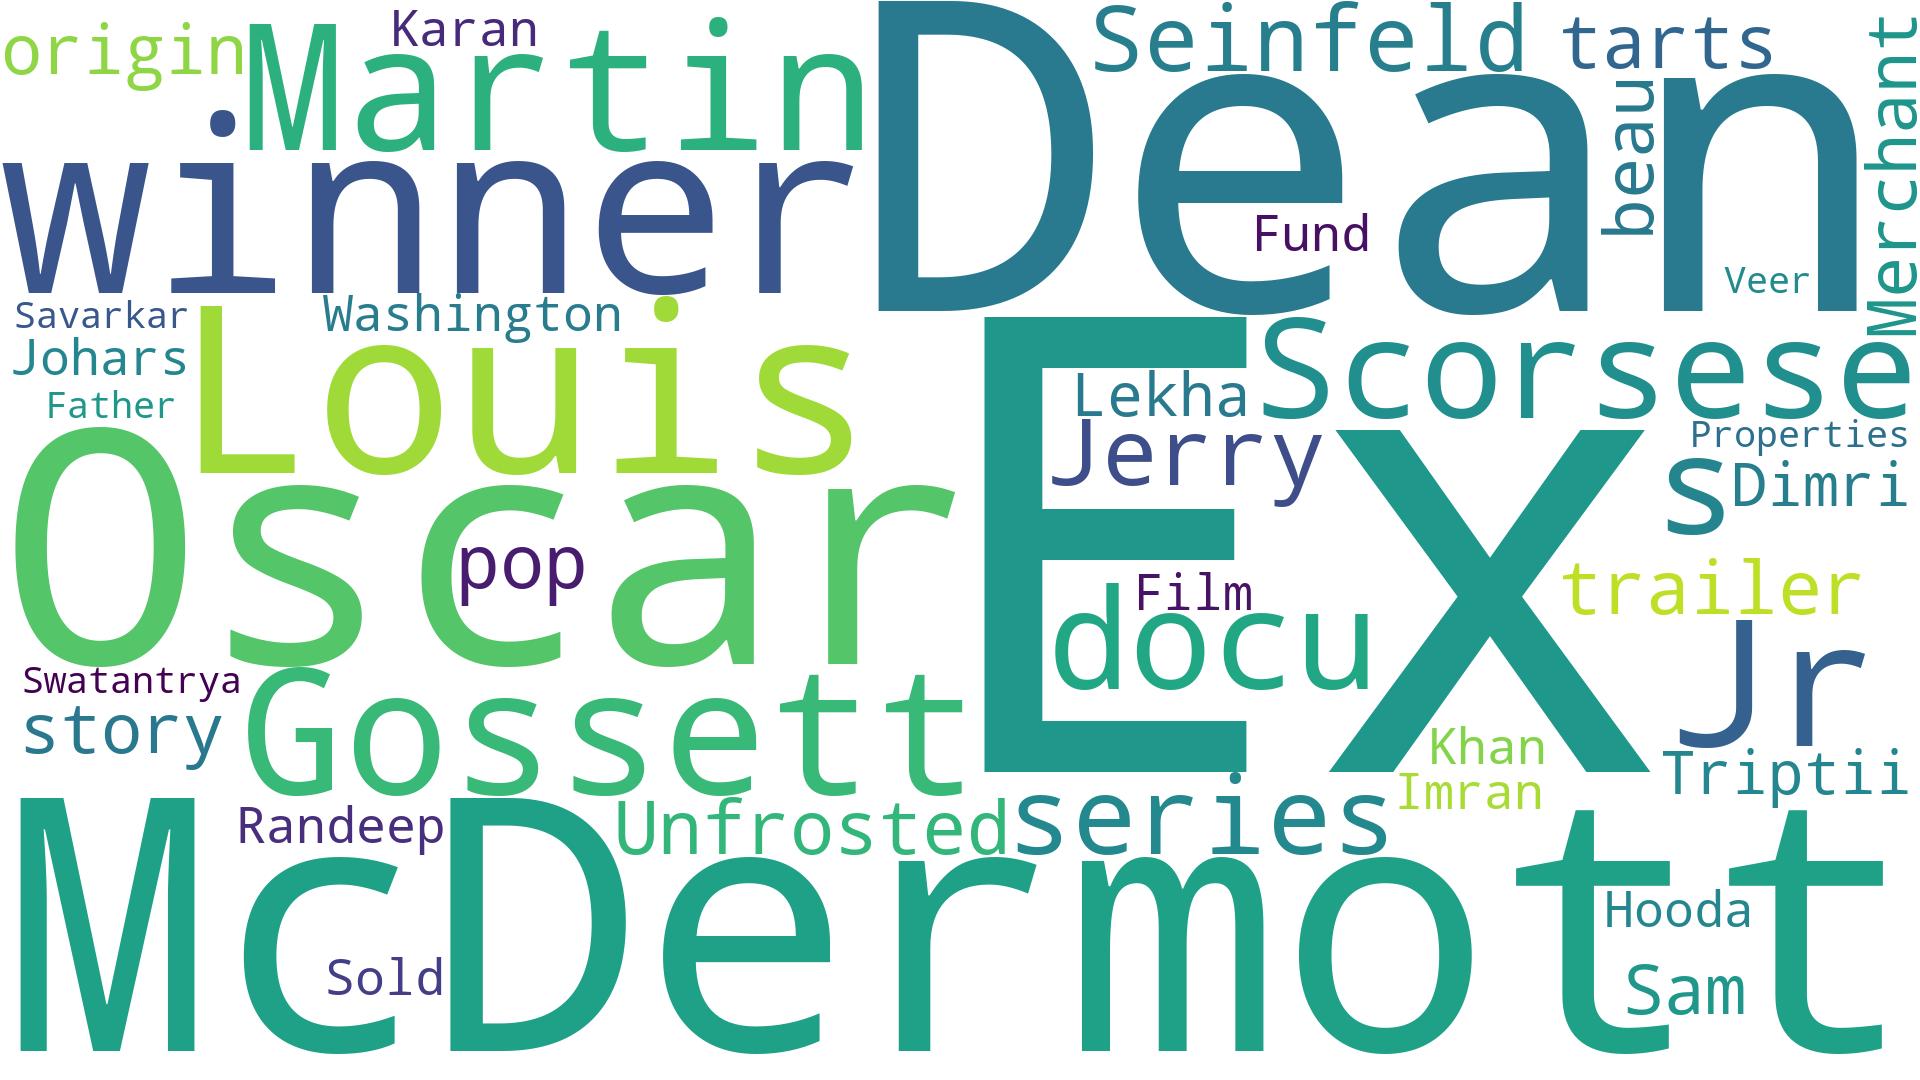 origin
Martin
Karan
Dean
Seinfeld
tarts
Merchant
winner
beau
Fund
Veer
Savarkar
Washington
Johars
Louis
Father
Ex
Scorsese
Lekha
Jerry
Properties
s
Dimri
Oscar
pop
Film
docu
trailer
Jr
Swatantrya
story
Gossett
Khan
Imran
Triptii
McDermott
Randeep
Unfrosted
series
Hooda
Sold
Sam